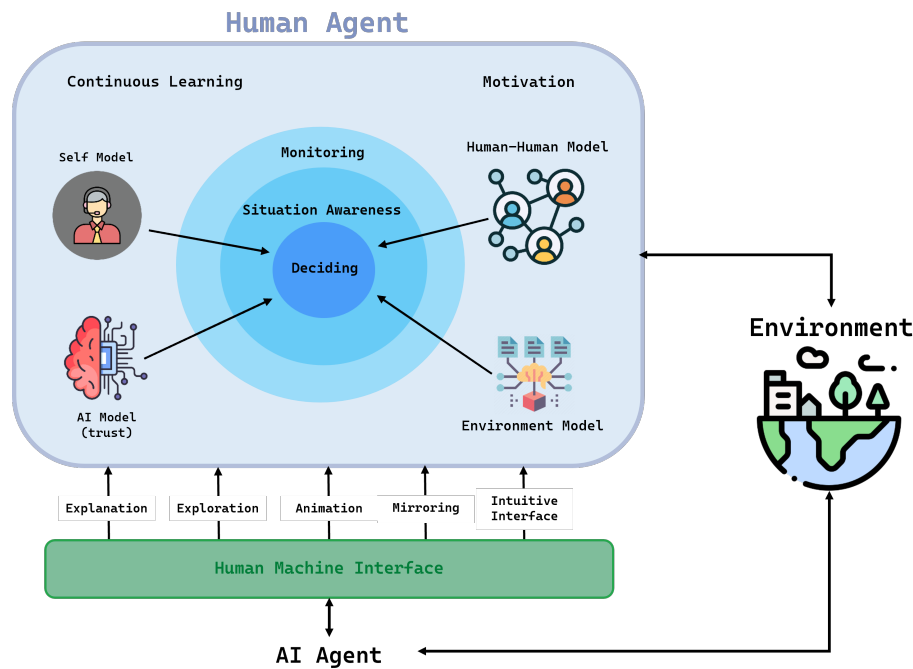 Human Agent
Continuous Learning
Motivation
Self Model
Monitoring
Human-Human Model
Situation Awareness
Deciding
Environment
AI Model
(trust)
Environment Model
Explanation
Exploration
Animation
Mirroring
Intuitive
Interface
Human Machine Interface
AI Agent